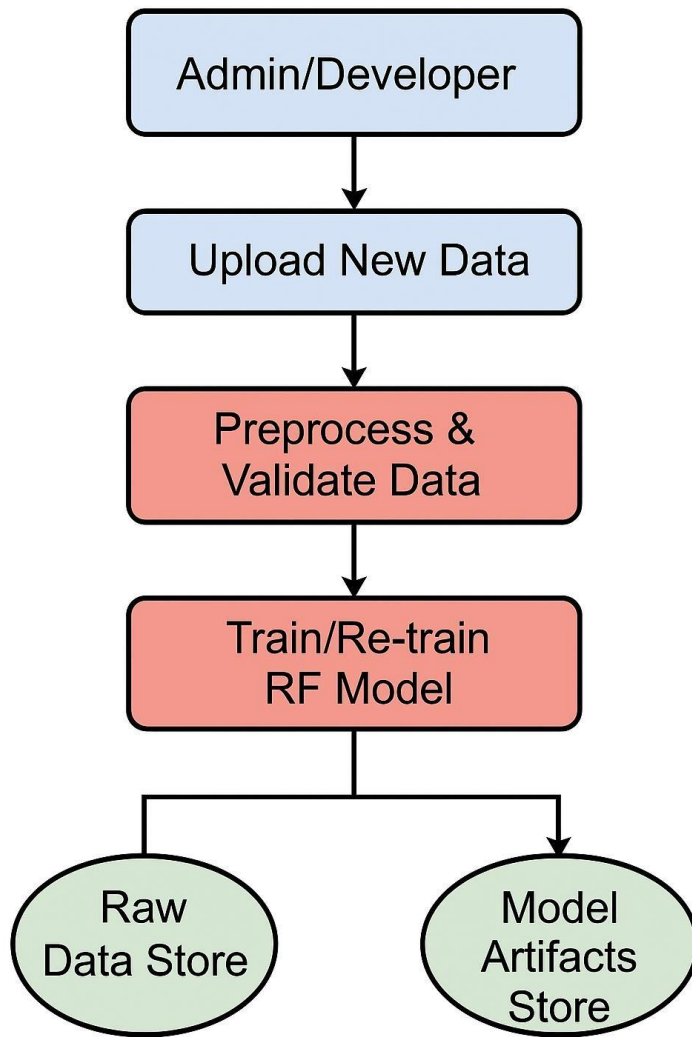 Admin/Developer
Upload New Data
Preprocess &
Validate Data
Train/Re-train
RF Model
Raw
Data Store
Model
Artifacts
Store